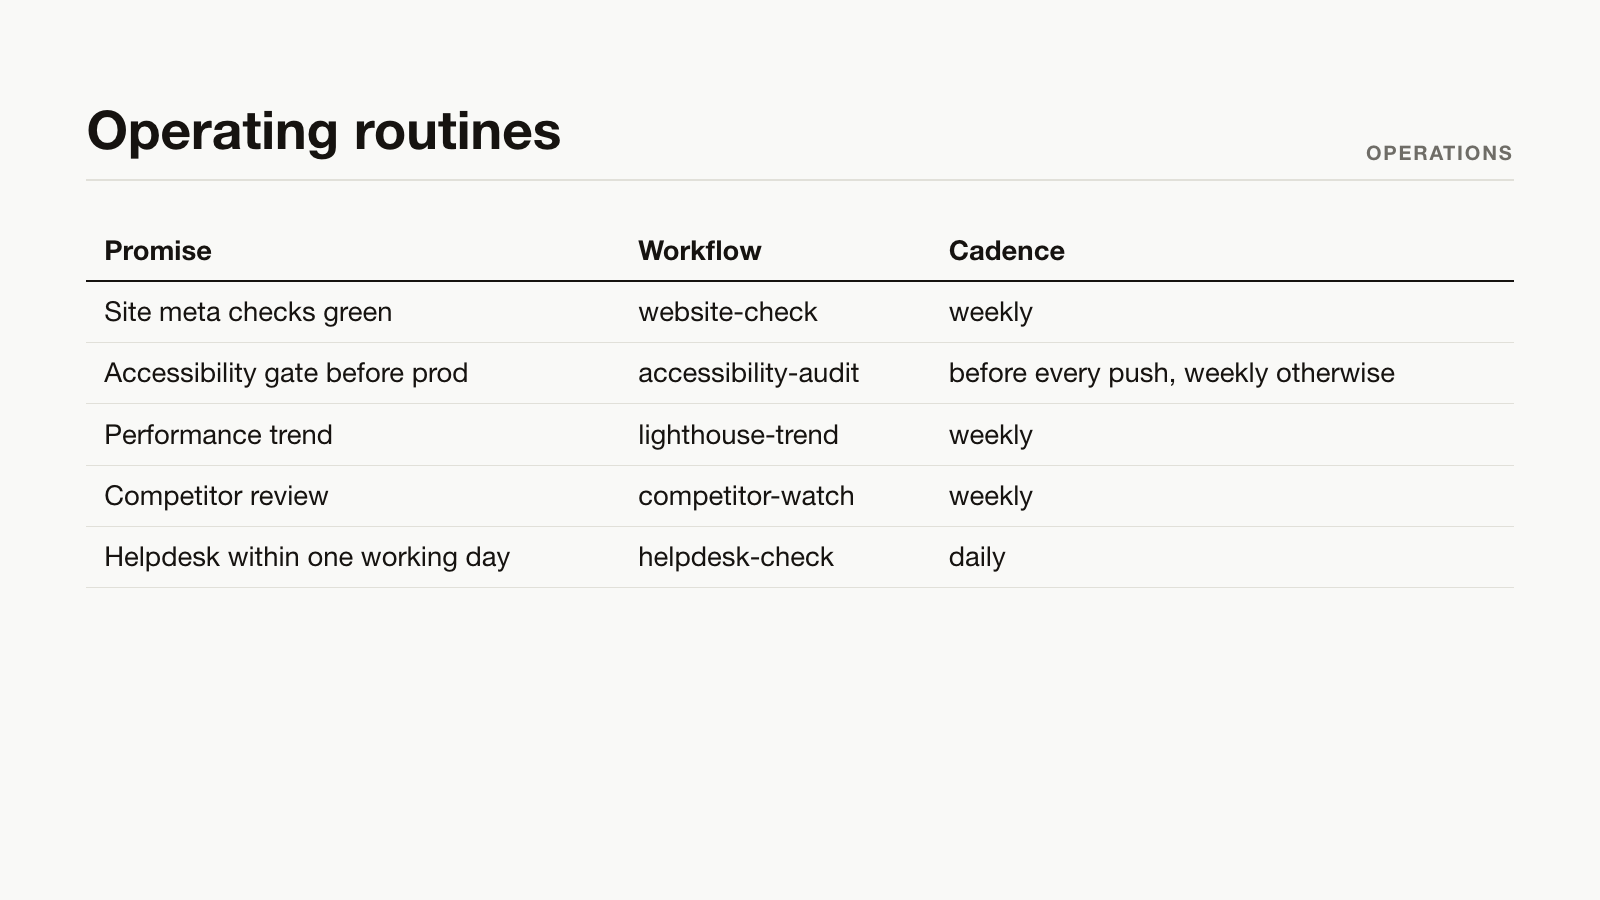 Operating routines
OPERATIONS
Promise Workflow Cadence
Site meta checks green website-check weekly
Accessibility gate before prod accessibility-audit before every push, weekly otherwise
Performance trend lighthouse-trend weekly
Competitor review competitor-watch weekly
Helpdesk within one working day helpdesk-check daily